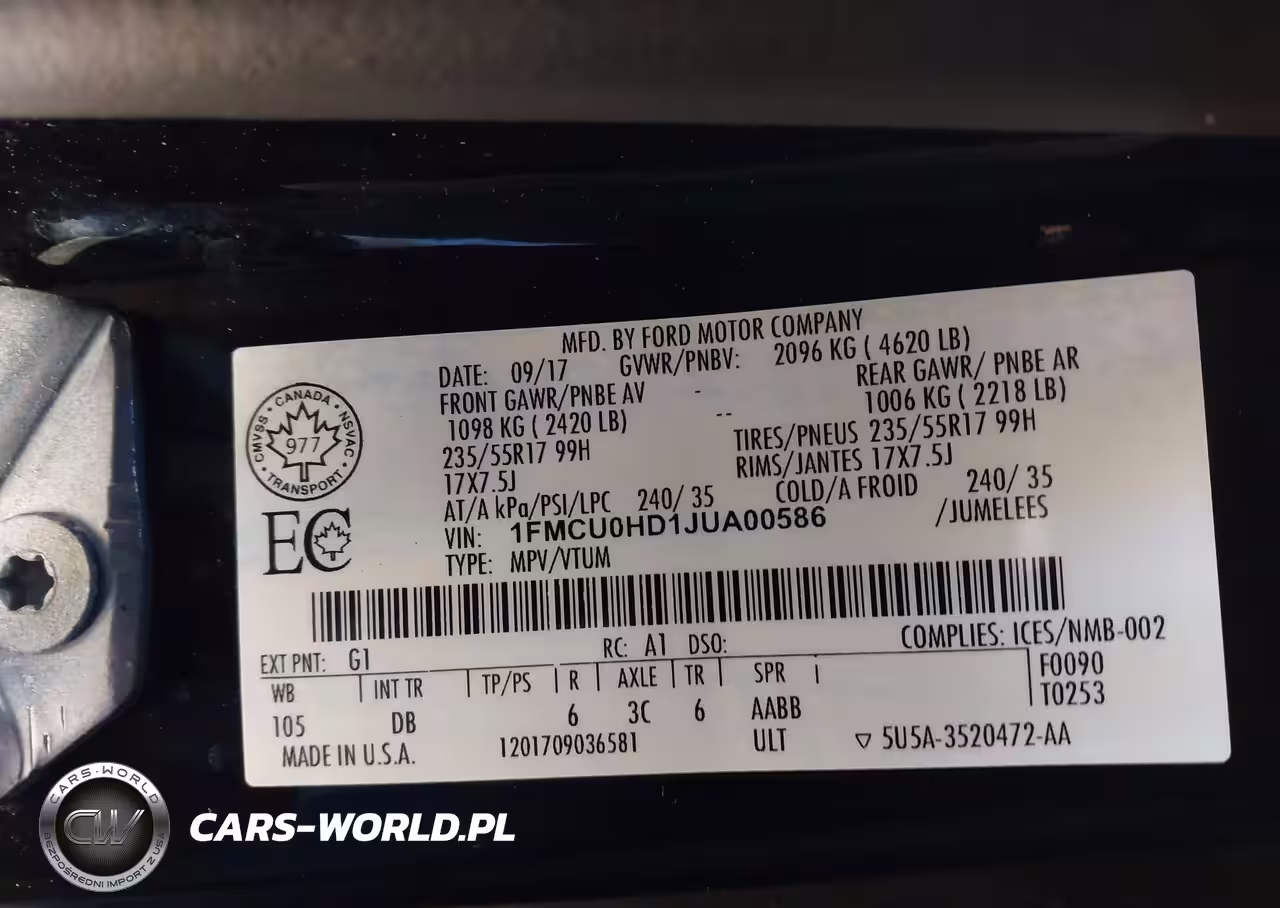 MFD. BY FORD MOTOR COMPANY
DATE: 09/17 GVWR/PNBV: 2096 KG ( 4620 LB)
FRONT GAWR/PNBE AV - REAR GAWR/ PNBE AR
1098 KG ( 2420 LB) -- 1006 KG ( 2218 LB)
235/55R17 99H TIRES/PNEUS 235/55R17 99H
17X7.5J RIMS/JANTES 17X7.5J
AT/A kPa/PSI/LPC 240/ 35 COLD/A FROID 240/ 35
VIN: 1FMCU0HD1JUA00586 /JUMELEES
TYPE: MPV/VTUM
CANADA
CMVSS NSVAC
977
TRANSPORT
EC
EXT PNT: G1 RC: A1 DSO: COMPLIES: ICES/NMB-002
WB INT TR TP/PS R AXLE TR SPR F0090
105 DB 6 3C 6 AABB T0253
MADE IN U.S.A. 1201709036581 ULT ▽ 5U5A-3520472-AA
CARS-WORLD
CW
BEZPOŚREDNI IMPORT Z USA
CARS-WORLD.PL